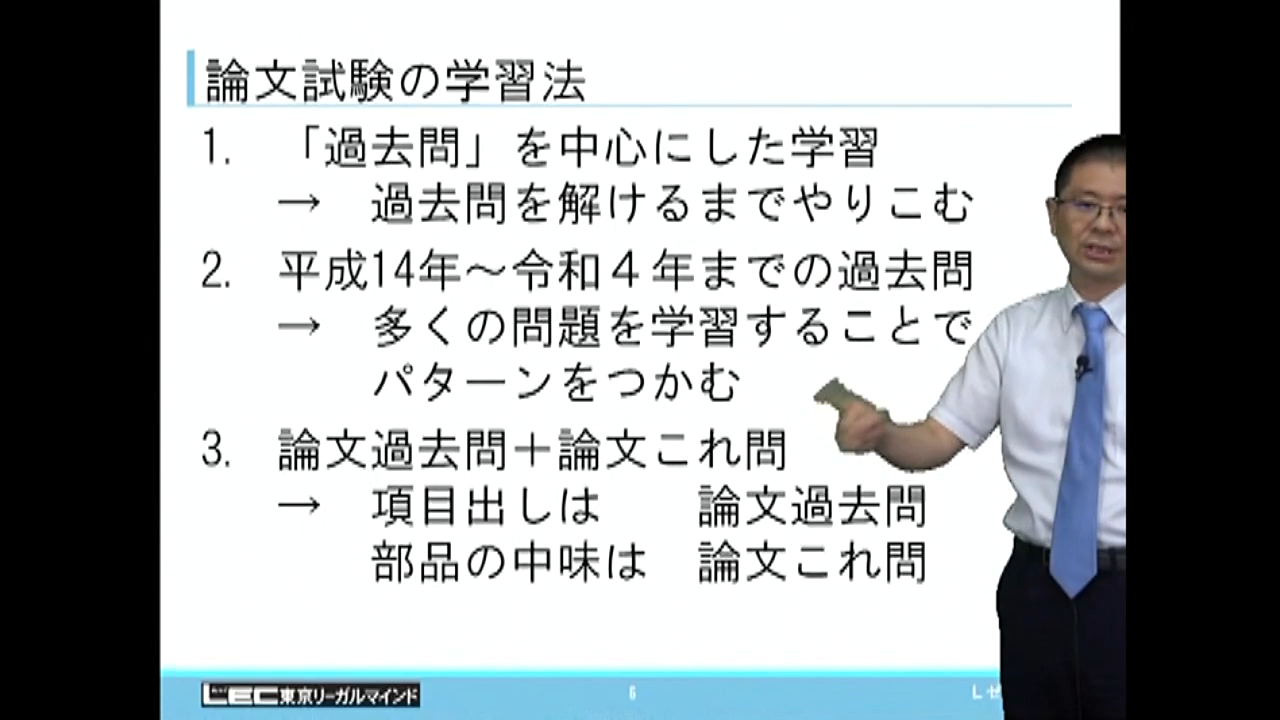 論文試験の学習法
1. 「過去問」を中心にした学習
→ 過去問を解けるまでやりこむ
2. 平成14年～令和４年までの過去問
→ 多くの問題を学習することで
パターンをつかむ
3. 論文過去問＋論文これ問
→ 項目出しは 論文過去問
部品の中味は 論文これ問
LEC東京リーガルマインド
6
Lゼ